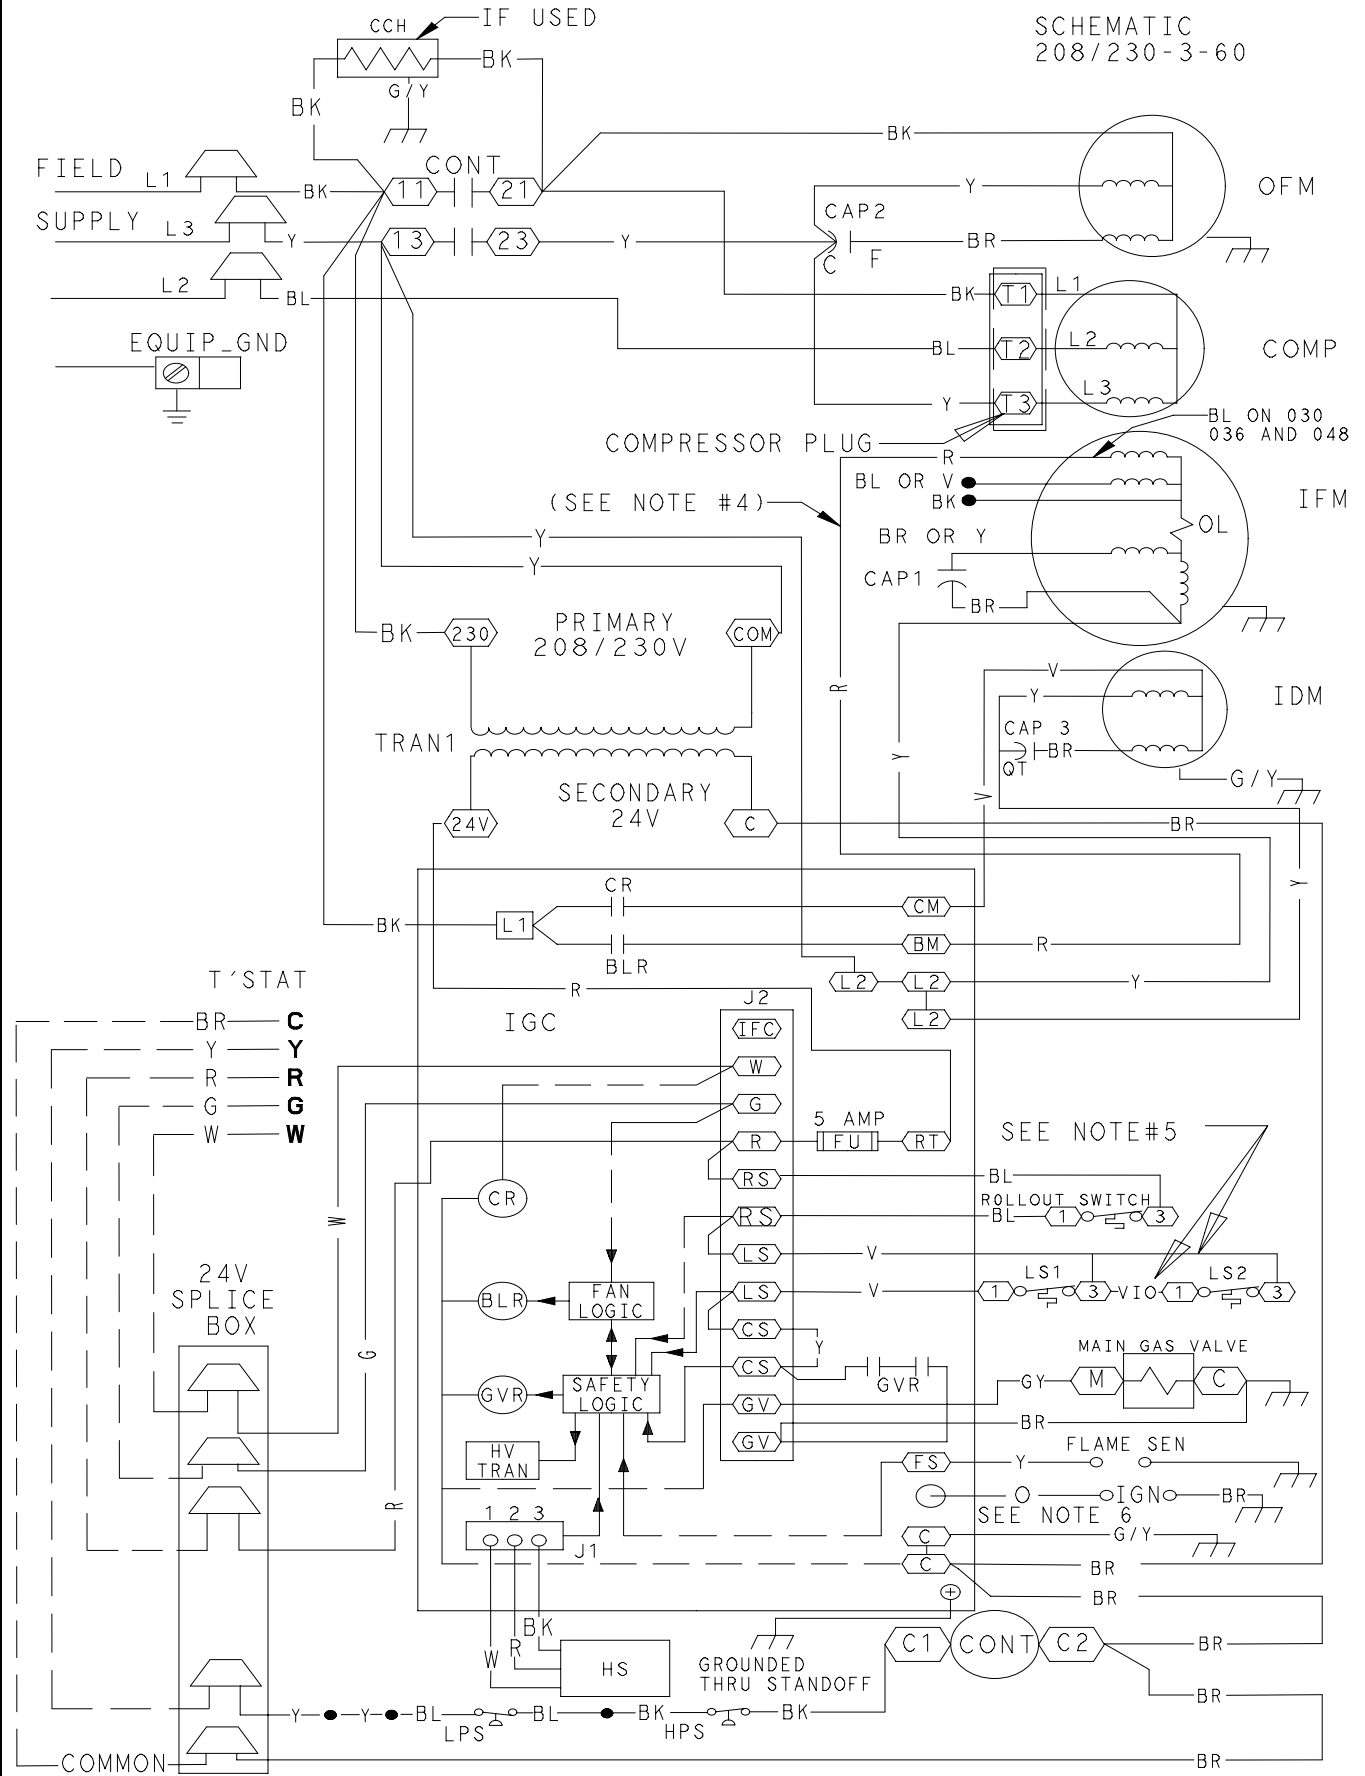 CCH
IF USED
SCHEMATIC
208/230-3-60
BK
G/Y
BK
BK
FIELD
L1
BK
CONT
11
21
Y
OFM
SUPPLY
L3
Y
13
23
Y
CAP2
C
F
BR
L2
BL
BK
T1
L1
EQUIP_GND
BL
T2
L2
COMP
Y
T3
L3
COMPRESSOR PLUG
BL ON 030
036 AND 048
R
BL OR V
BK
(SEE NOTE #4)
IFM
OL
BR OR Y
Y
Y
CAP1
BR
BK
230
PRIMARY
208/230V
COM
R
V
Y
IDM
TRAN1
CAP 3
QT
BR
Y
G/Y
SECONDARY
24V
V
24V
C
BR
Y
CR
CM
BK
L1
BLR
BM
R
L2
L2
Y
L2
T'STAT
R
J2
IGC
IFC
BR C
Y Y
R R
G G
W W
W
G
5 AMP
R
FU
RT
SEE NOTE#5
RS
BL
ROLLOUT SWITCH
CR
W
RS
BL
1
3
LS
V
24V
SPLICE
BOX
BLR
FAN
LOGIC
LS
V
1
LS1
3
VIO
1
LS2
3
CS
Y
G
CS
GVR
MAIN GAS VALVE
GVR
SAFETY
LOGIC
GY
M
C
GV
BR
GV
HV
TRAN
FLAME SEN
FS
Y
R
O
IGN
BR
SEE NOTE 6
1 2 3
J1
C
G/Y
C
BR
BR
BK
R
W
HS
GROUNDED
THRU STANDOFF
C1
CONT
C2
BR
BR
Y
Y
BL
LPS
BL
BK
HPS
BK
COMMON
BR